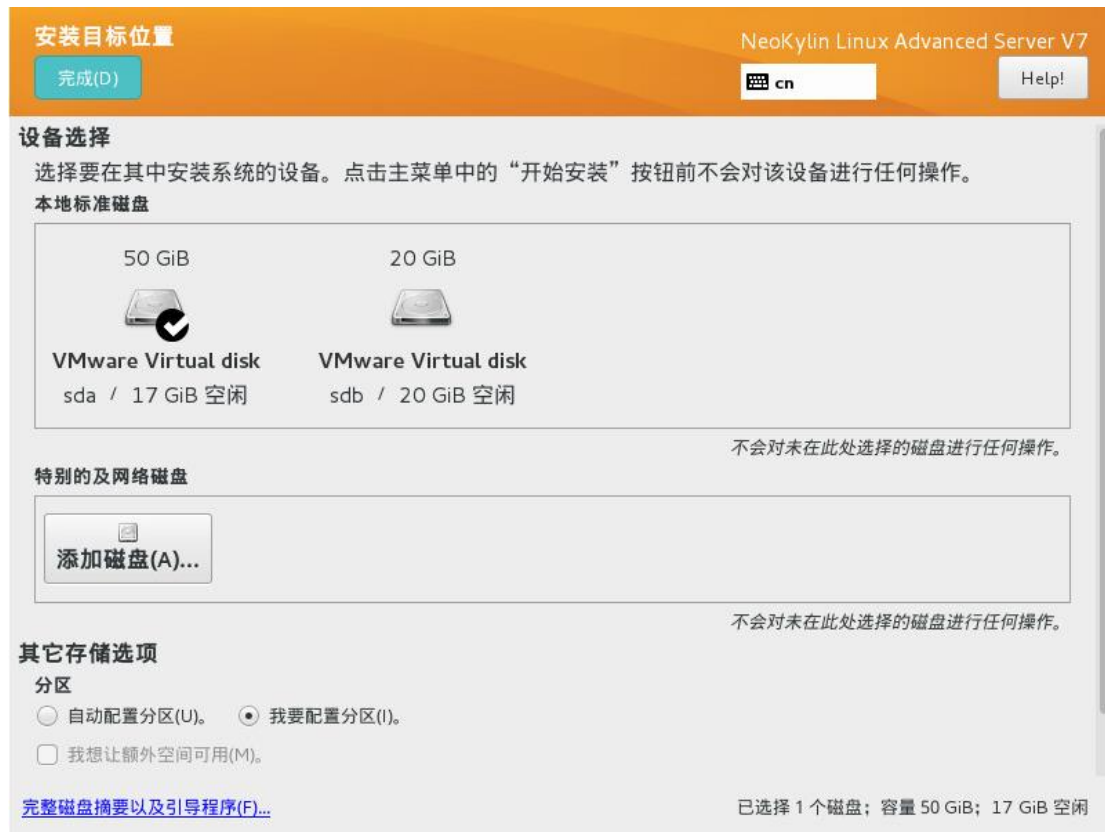 安装目标位置
NeoKylin Linux Advanced Server V7
完成(D)
cn
Help!
设备选择
选择要在其中安装系统的设备。点击主菜单中的“开始安装”按钮前不会对该设备进行任何操作。
本地标准磁盘
50 GiB
20 GiB
VMware Virtual disk
VMware Virtual disk
sda / 17 GiB 空闲
sdb / 20 GiB 空闲
不会对未在此处选择的磁盘进行任何操作。
特别的及网络磁盘
添加磁盘(A)...
不会对未在此处选择的磁盘进行任何操作。
其它存储选项
分区
自动配置分区(U)。
我要配置分区(I)。
我想让额外空间可用(M)。
完整磁盘摘要以及引导程序(F)...
已选择 1 个磁盘；容量 50 GiB；17 GiB 空闲